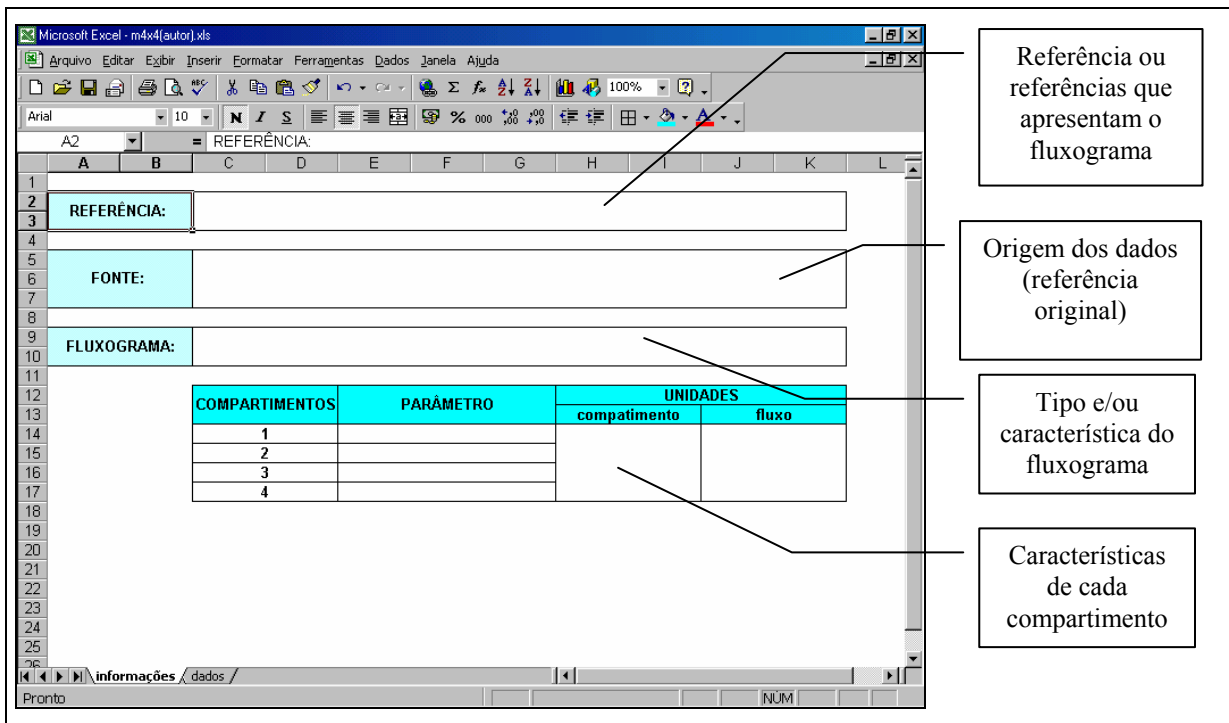 Microsoft Excel - m4x4(autor).xls
Arquivo Editar Exibir Inserir Formatar Ferramentas Dados Janela Ajuda
100%
Arial 10 N I S % 000
A2 = REFERÊNCIA:
A B C D E F G H I J K L
1
2
REFERÊNCIA:
3
4
5
6 FONTE:
7
8
9
FLUXOGRAMA:
10
11
12 UNIDADES
COMPARTIMENTOS PARÂMETRO
13 compatimento fluxo
14 1
15 2
16 3
17 4
18
19
20
21
22
23
24
25
26
informações dados
Pronto NÚM
Referência ou
referências que
apresentam o
fluxograma
Origem dos dados
(referência
original)
Tipo e/ou
característica do
fluxograma
Características
de cada
compartimento